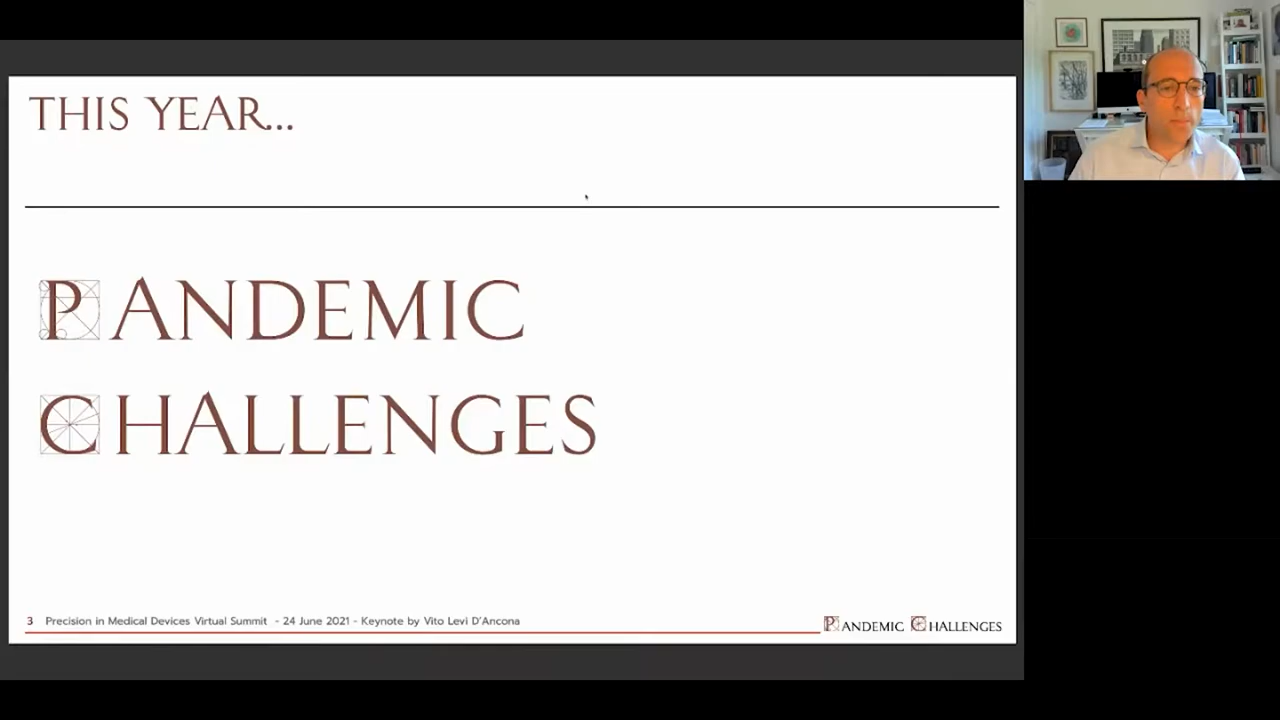 THIS YEAR...
PANDEMIC
CHALLENGES
3 Precision in Medical Devices Virtual Summit - 24 June 2021 - Keynote by Vito Levi D'Ancona
PANDEMIC CHALLENGES